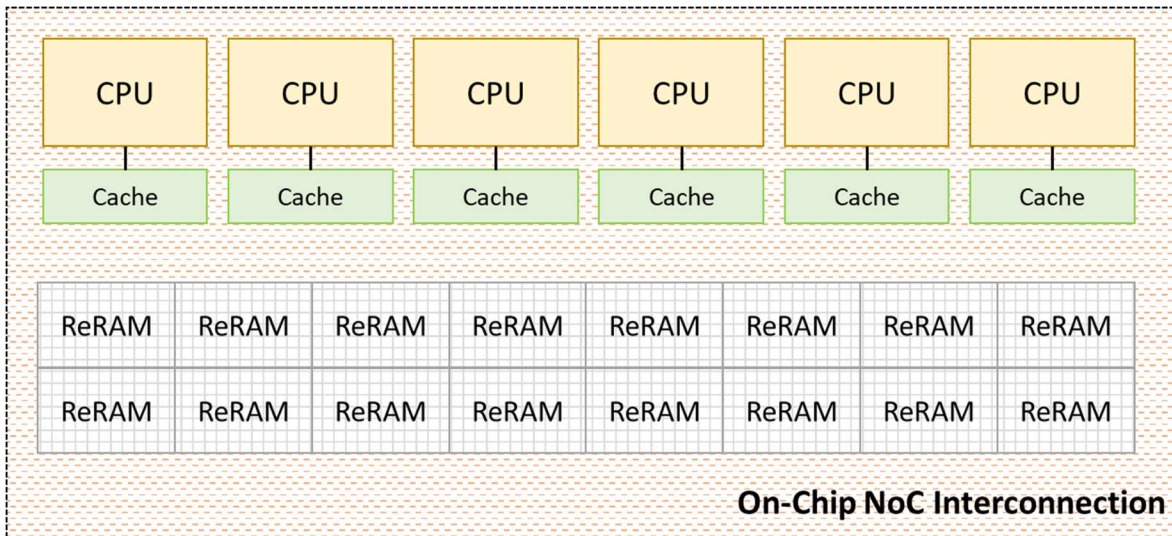 CPU CPU CPU CPU CPU CPU
Cache Cache Cache Cache Cache Cache
ReRAM ReRAM ReRAM ReRAM ReRAM ReRAM ReRAM ReRAM
ReRAM ReRAM ReRAM ReRAM ReRAM ReRAM ReRAM ReRAM
On-Chip NoC Interconnection